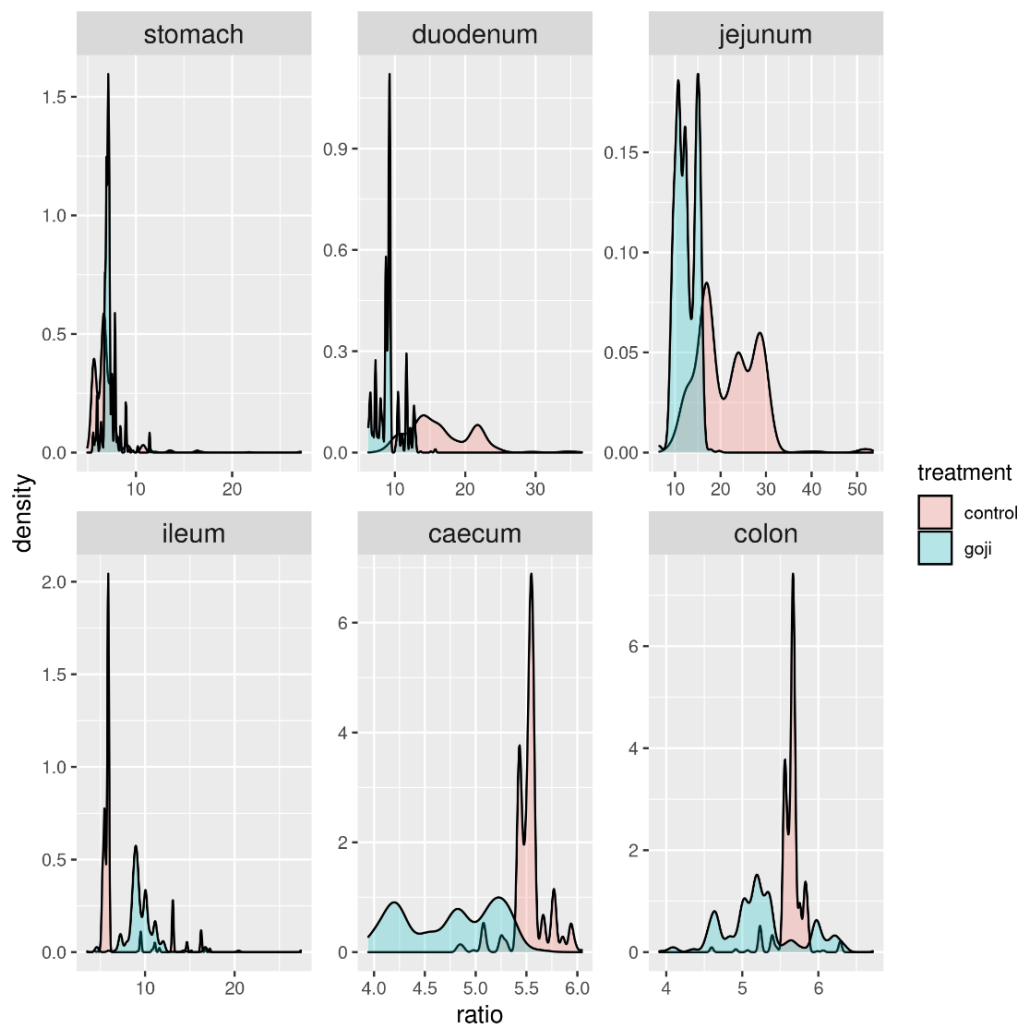 stomach duodenum jejunum
1.5
1.0
0.5
0.0
10 20
0.9
0.6
0.3
0.0
10 20 30
0.15
0.10
0.05
0.00
10 20 30 40 50
density
ileum caecum colon
2.0
1.5
1.0
0.5
0.0
10 20
6
4
2
0
4.0 4.5 5.0 5.5 6.0
6
4
2
0
4 5 6
ratio
treatment
control
goji